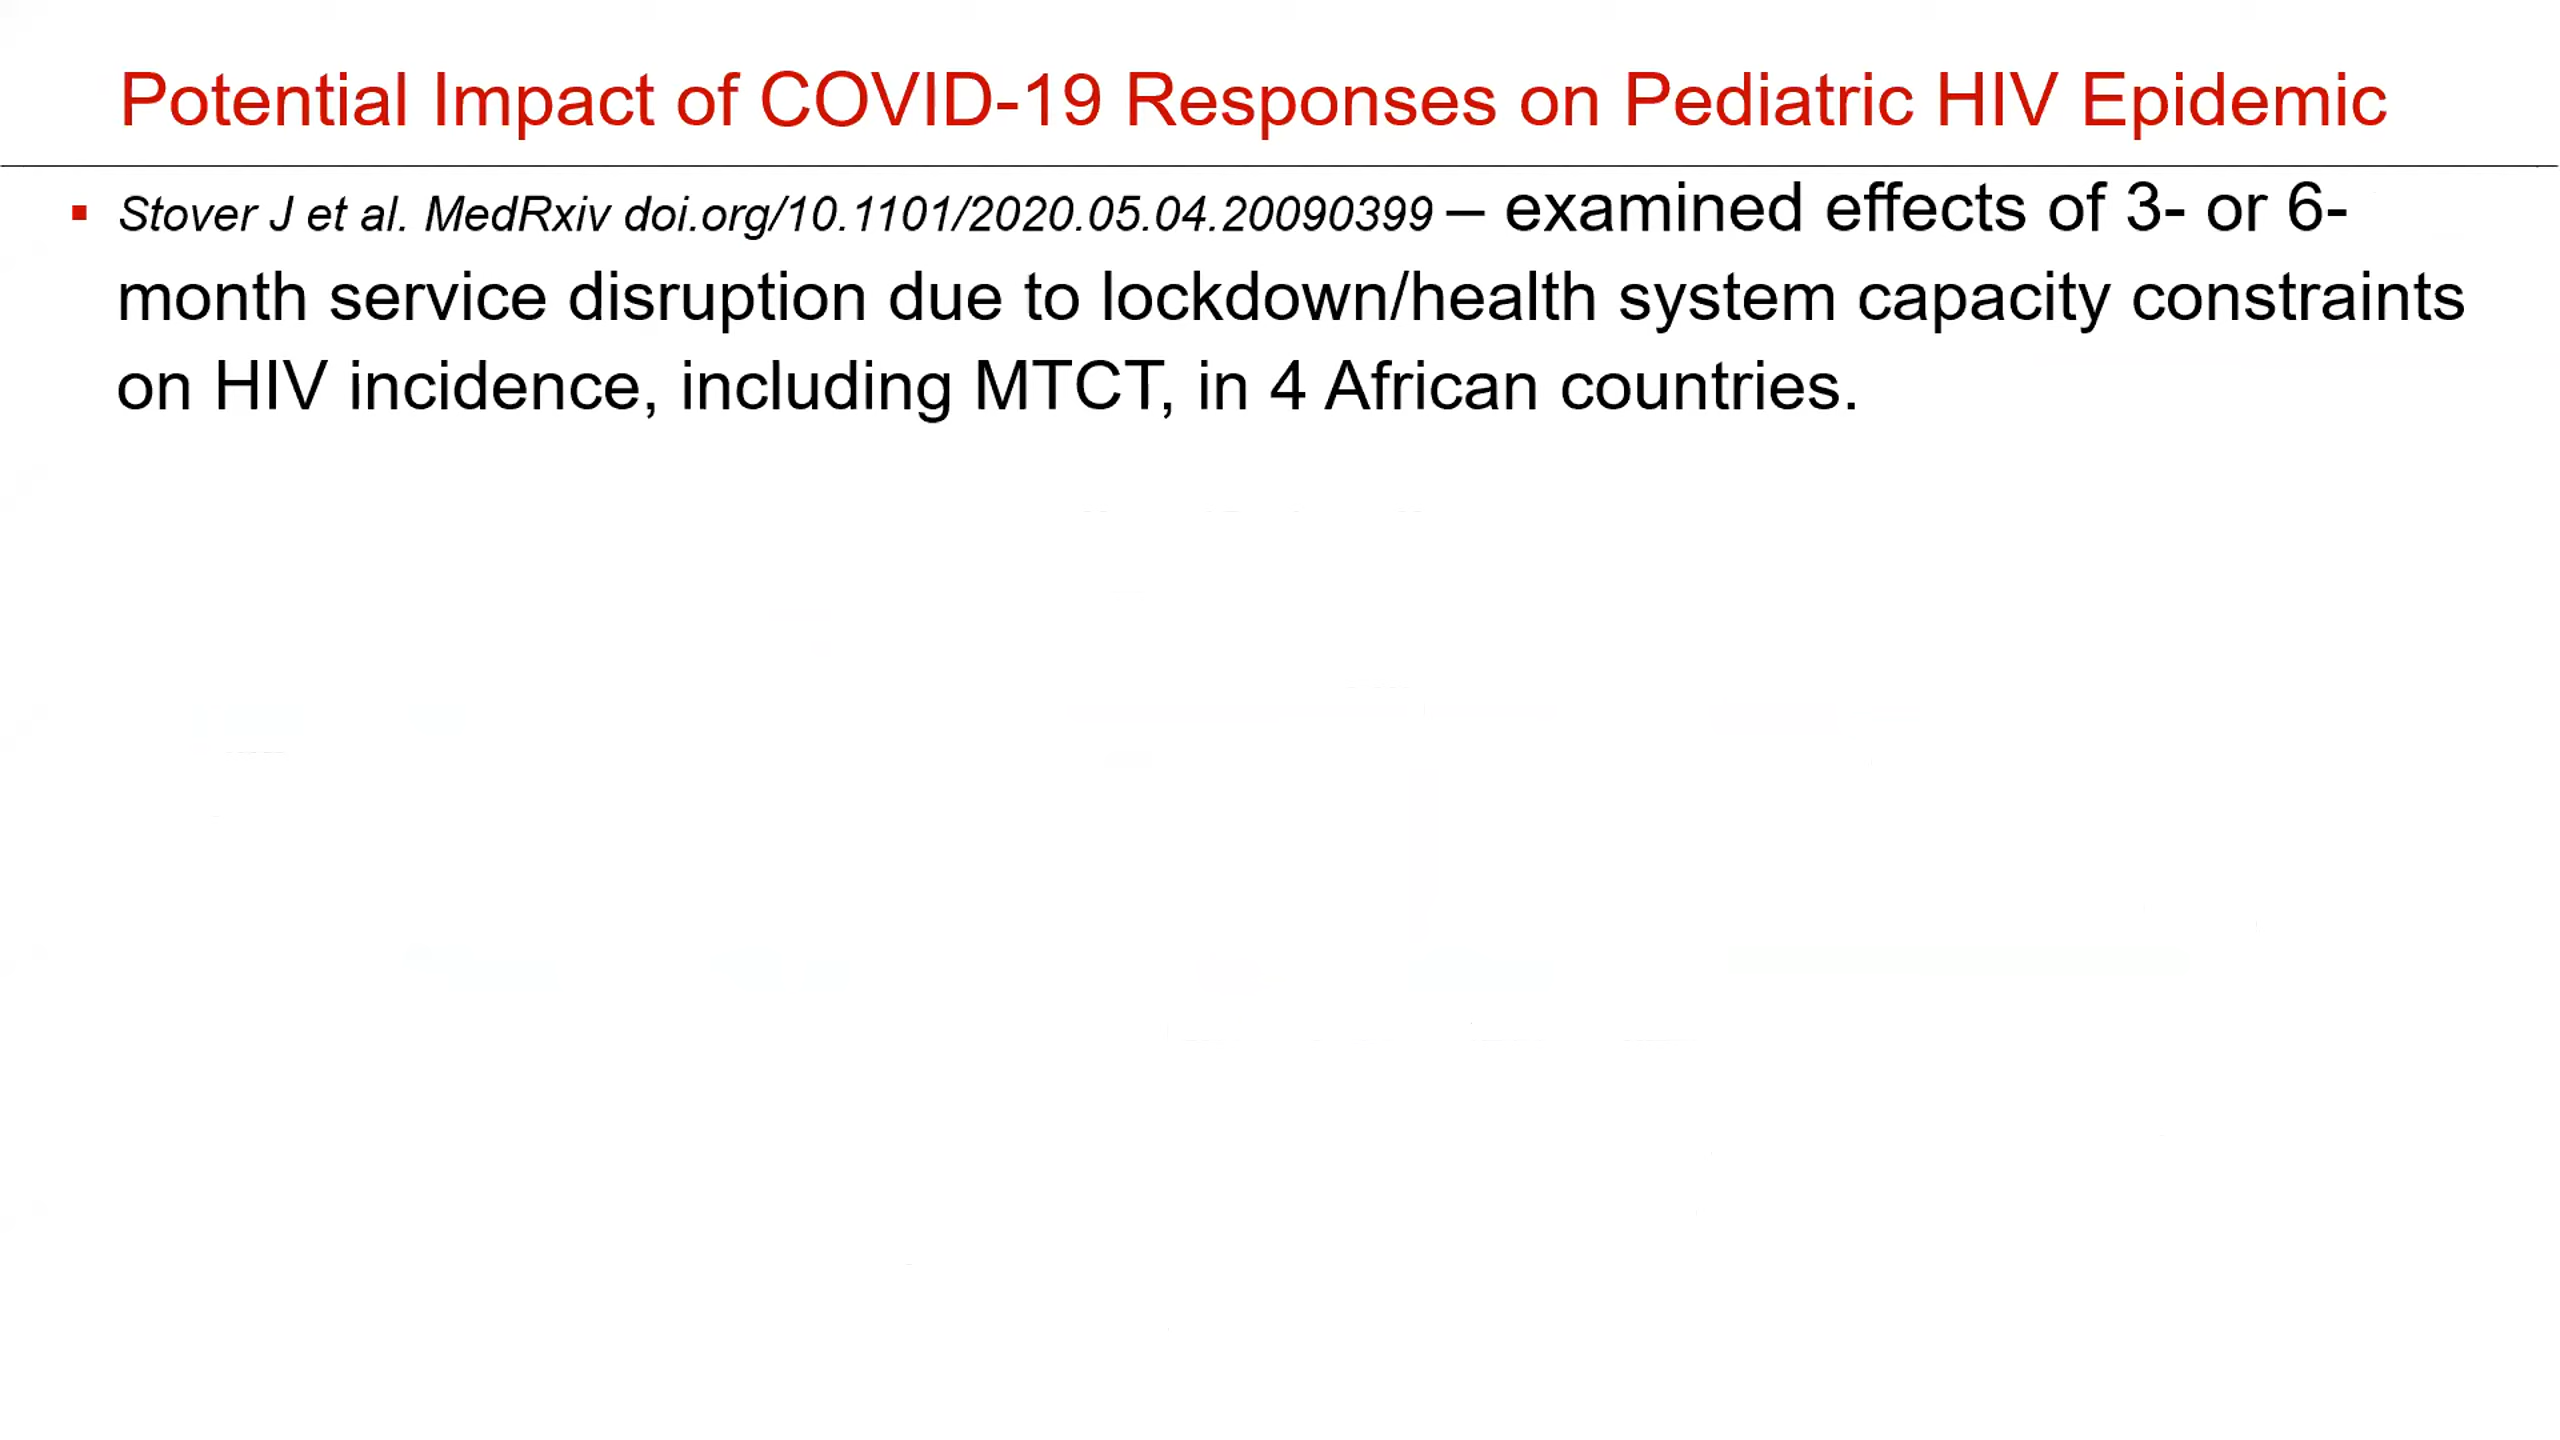 Potential Impact of COVID-19 Responses on Pediatric HIV Epidemic
▪ Stover J et al. MedRxiv doi.org/10.1101/2020.05.04.20090399 – examined effects of 3- or 6-
month service disruption due to lockdown/health system capacity constraints
on HIV incidence, including MTCT, in 4 African countries.